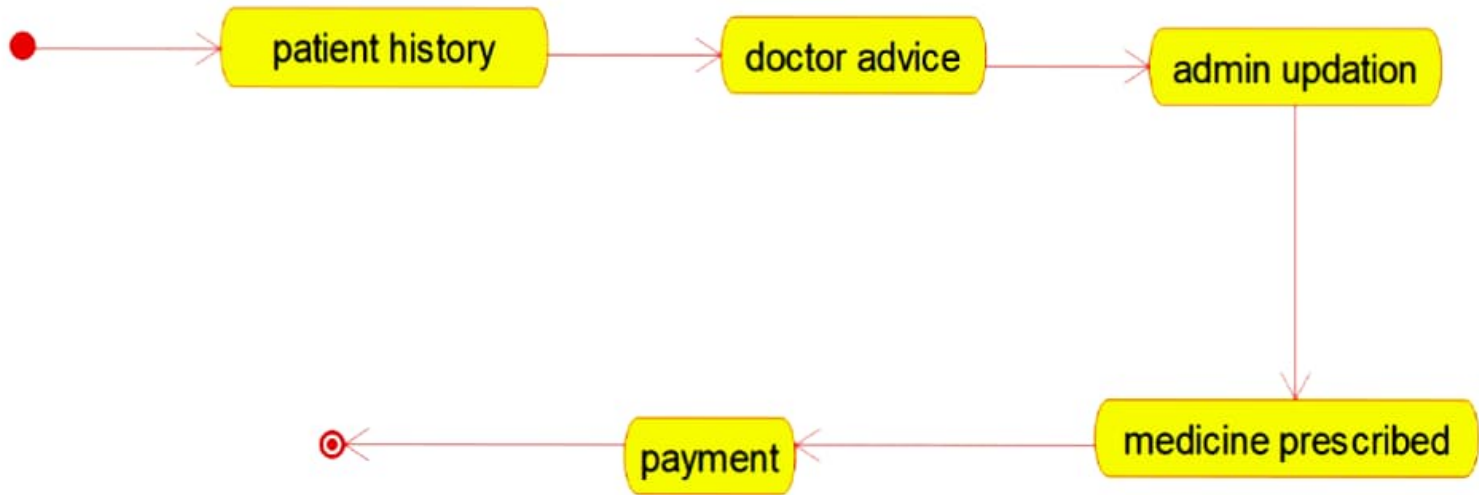 patient history
doctor advice
admin updation
medicine prescribed
payment